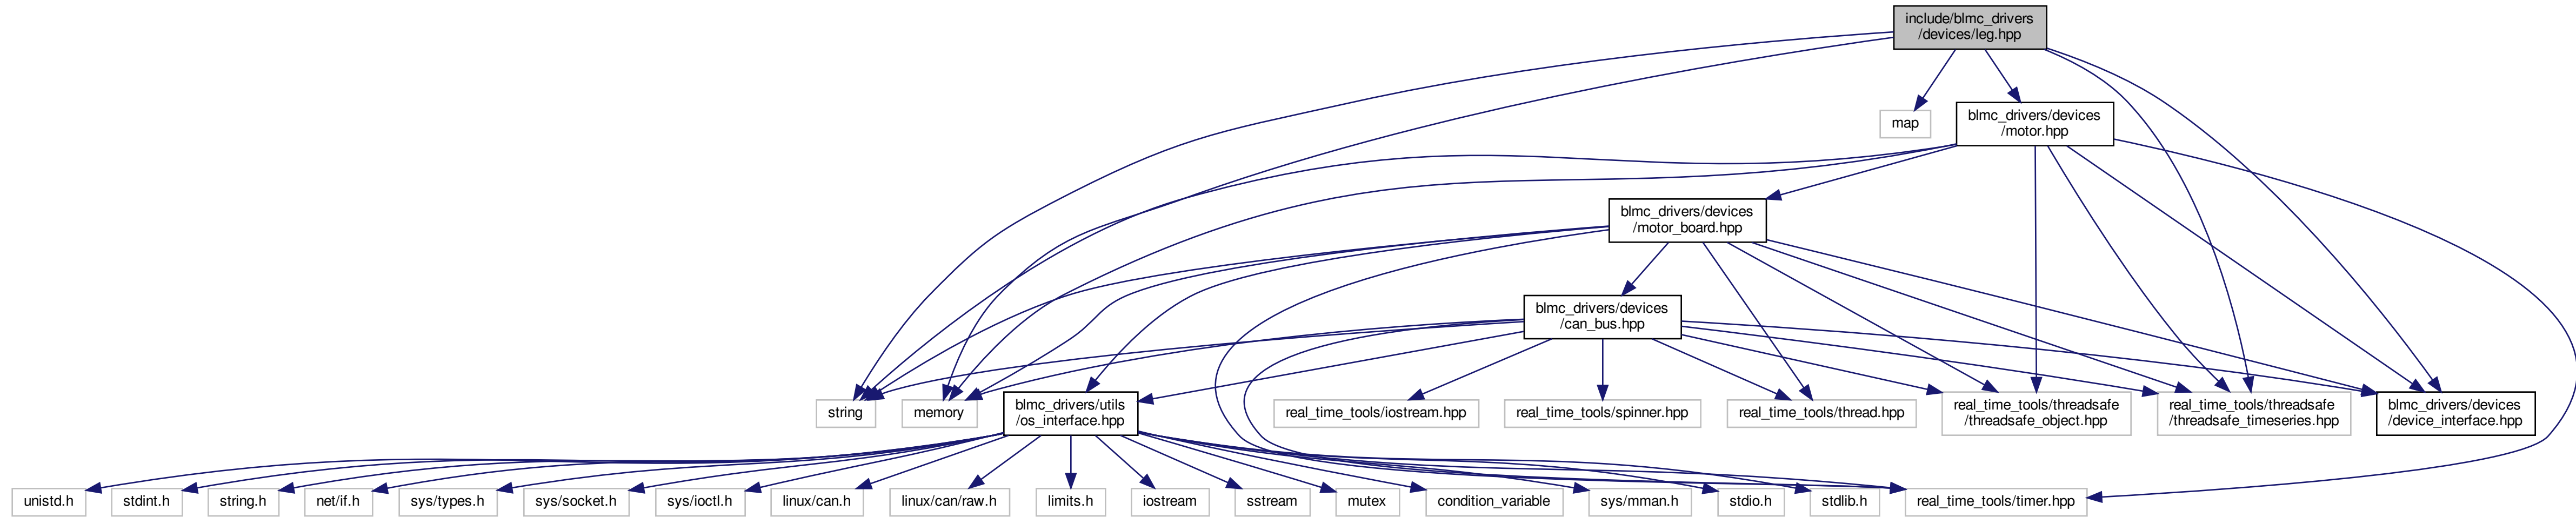 include/blmc_drivers
/devices/leg.hpp
map
blmc_drivers/devices
/motor.hpp
blmc_drivers/devices
/motor_board.hpp
blmc_drivers/devices
/can_bus.hpp
string
memory
blmc_drivers/utils
/os_interface.hpp
real_time_tools/iostream.hpp
real_time_tools/spinner.hpp
real_time_tools/thread.hpp
real_time_tools/threadsafe
/threadsafe_object.hpp
real_time_tools/threadsafe
/threadsafe_timeseries.hpp
blmc_drivers/devices
/device_interface.hpp
unistd.h
stdint.h
string.h
net/if.h
sys/types.h
sys/socket.h
sys/ioctl.h
linux/can.h
linux/can/raw.h
limits.h
iostream
sstream
mutex
condition_variable
sys/mman.h
stdio.h
stdlib.h
real_time_tools/timer.hpp